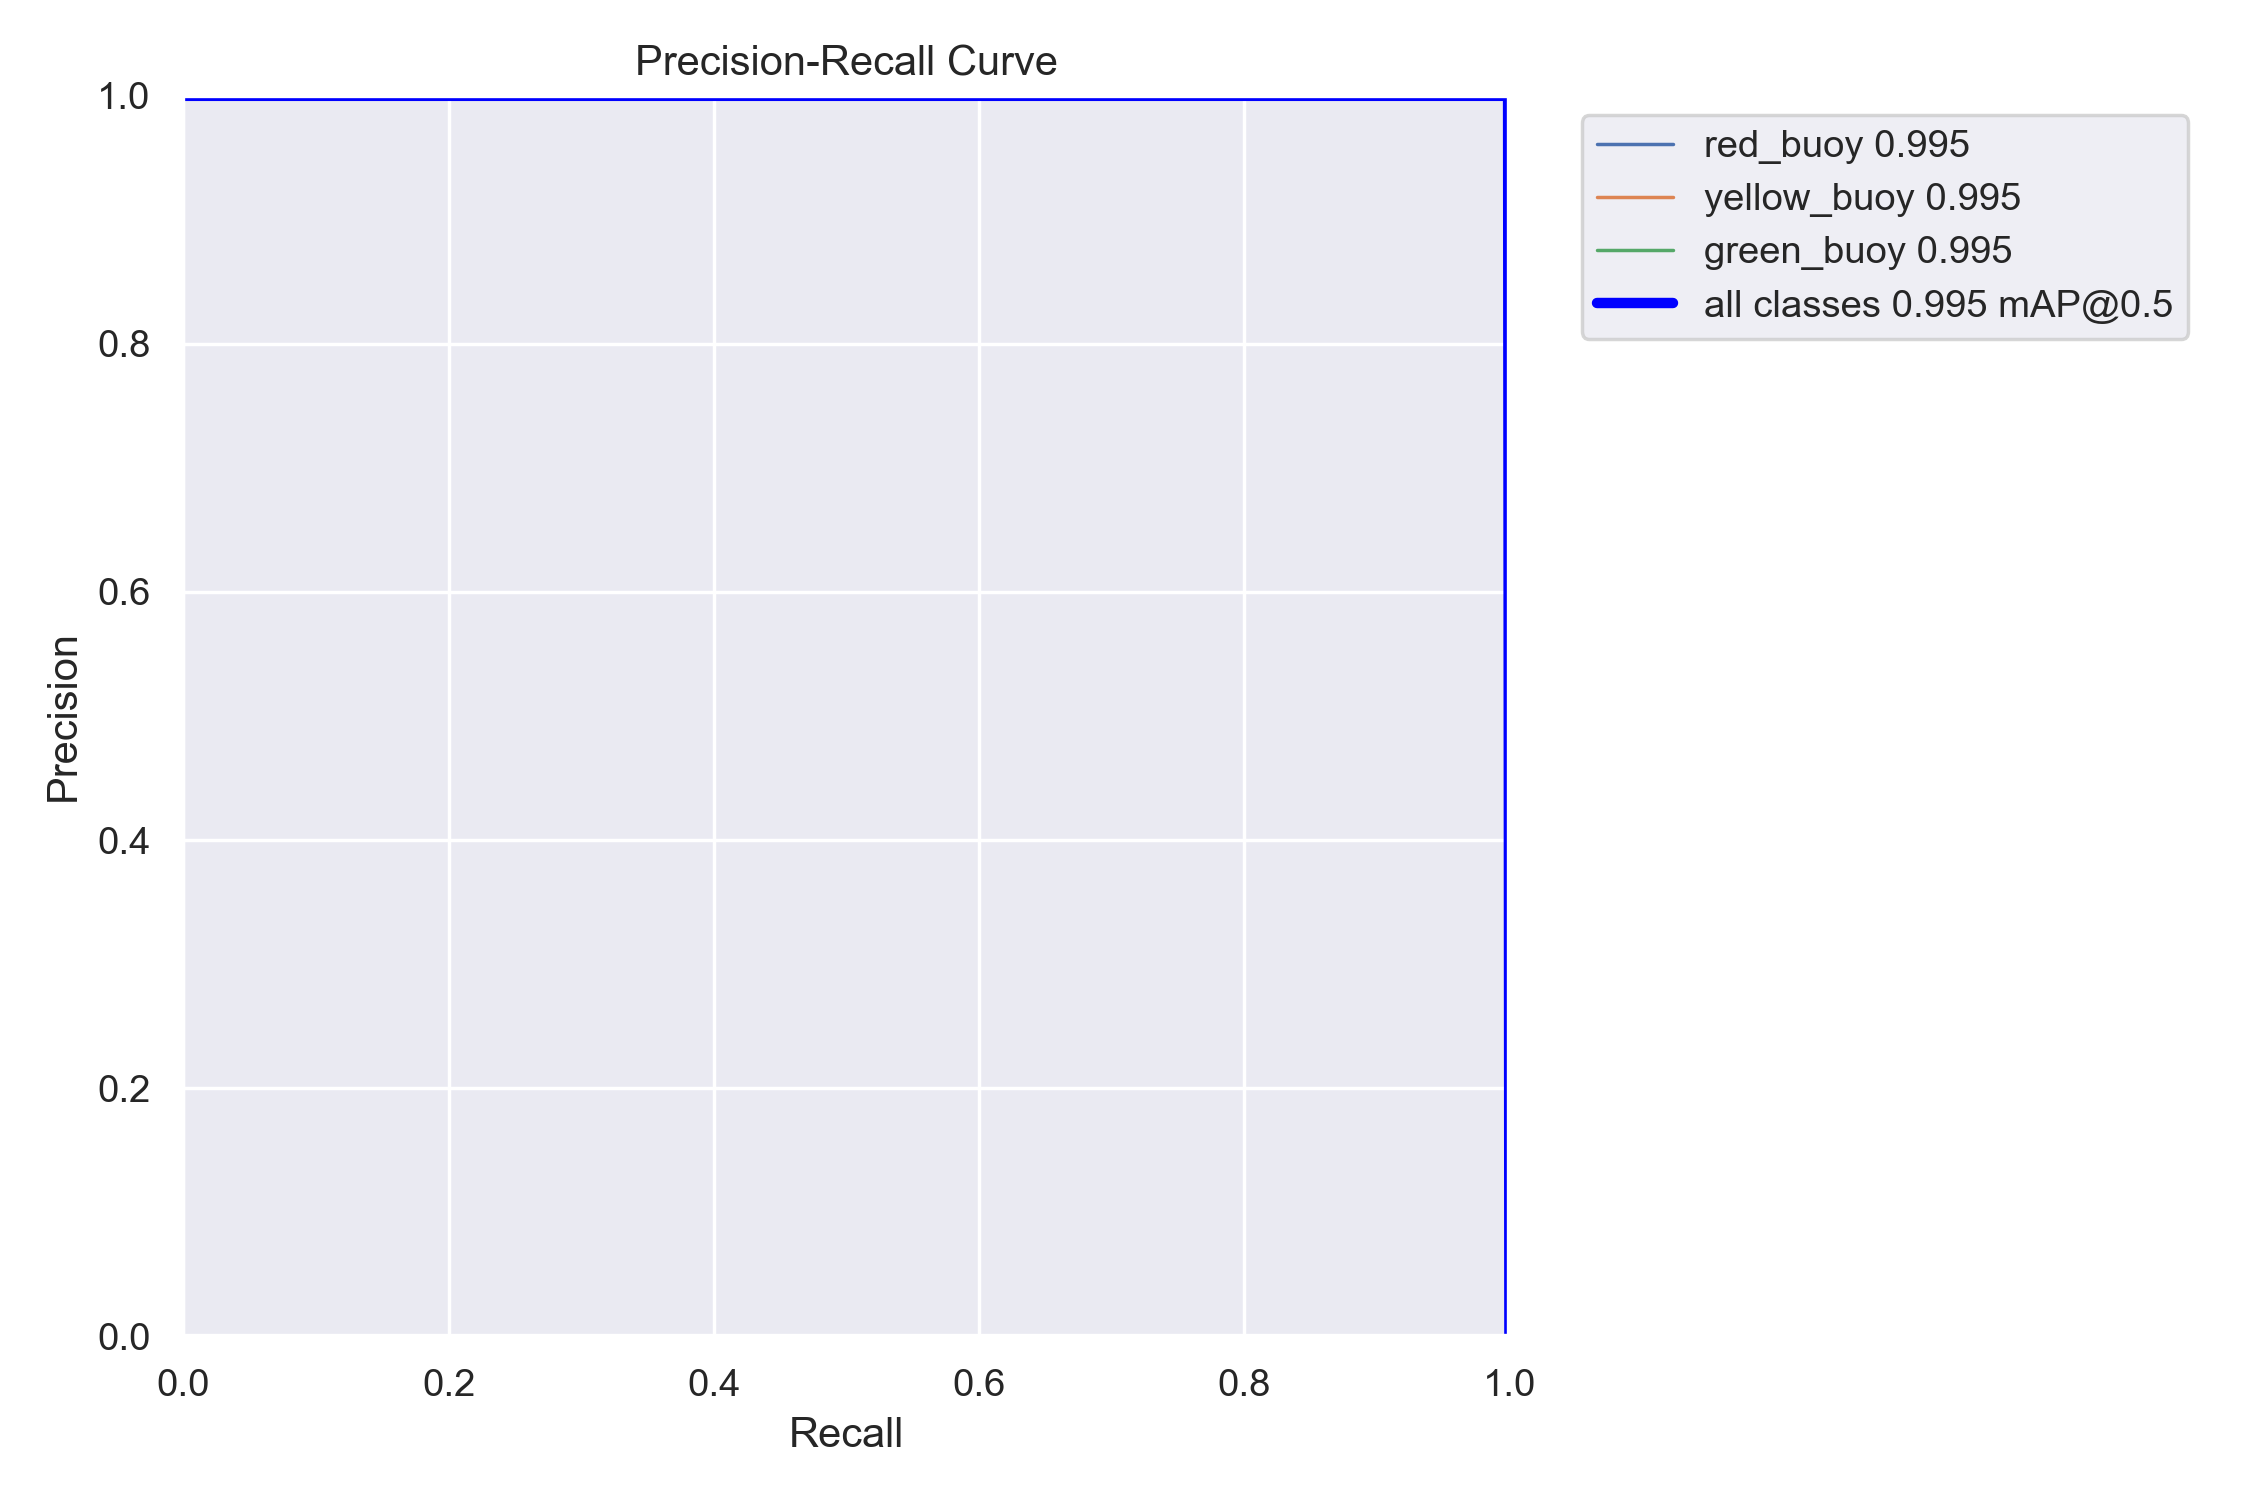 Precision-Recall Curve
1.0
0.8
0.6
0.4
0.2
0.0
Precision
0.0 0.2 0.4 0.6 0.8 1.0
Recall
red_buoy 0.995
yellow_buoy 0.995
green_buoy 0.995
all classes 0.995 mAP@0.5